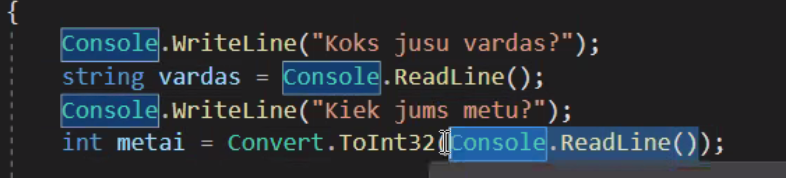 {
Console.WriteLine("Koks jusu vardas?");
string vardas = Console.ReadLine();
Console.WriteLine("Kiek jums metu?");
int metai = Convert.ToInt32(Console.ReadLine());